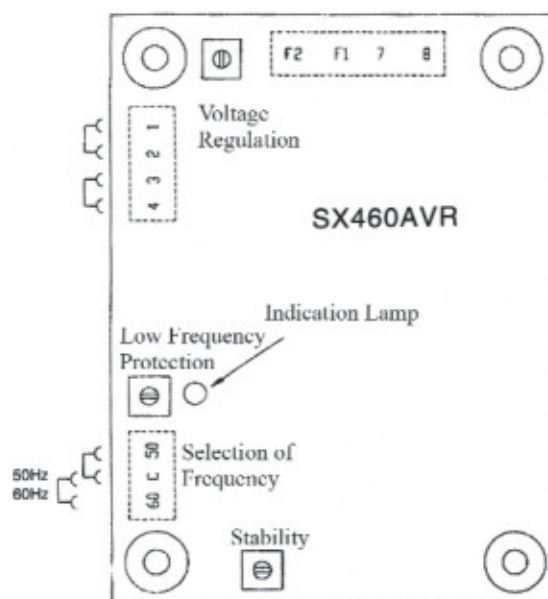 F2 F1 7 8
Voltage
Regulation
1
2
3
4
SX460AVR
Indication Lamp
Low Frequency
Protection
50Hz
60Hz
50
C
60
Selection of
Frequency
Stability